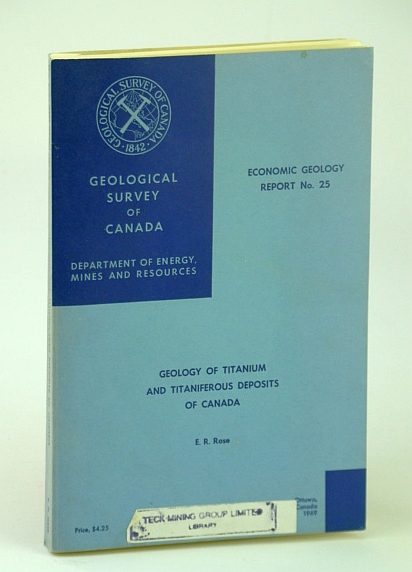 GEOLOGICAL SURVEY OF CANADA
· 1842 ·
GEOLOGICAL
SURVEY
OF
CANADA
DEPARTMENT OF ENERGY,
MINES AND RESOURCES
ECONOMIC GEOLOGY
REPORT No. 25
GEOLOGY OF TITANIUM
AND TITANIFEROUS DEPOSITS
OF CANADA
E. R. Rose
Price, $4.25
TECK MINING GROUP LIMITED
LIBRARY
Ottawa,
Canada
1969